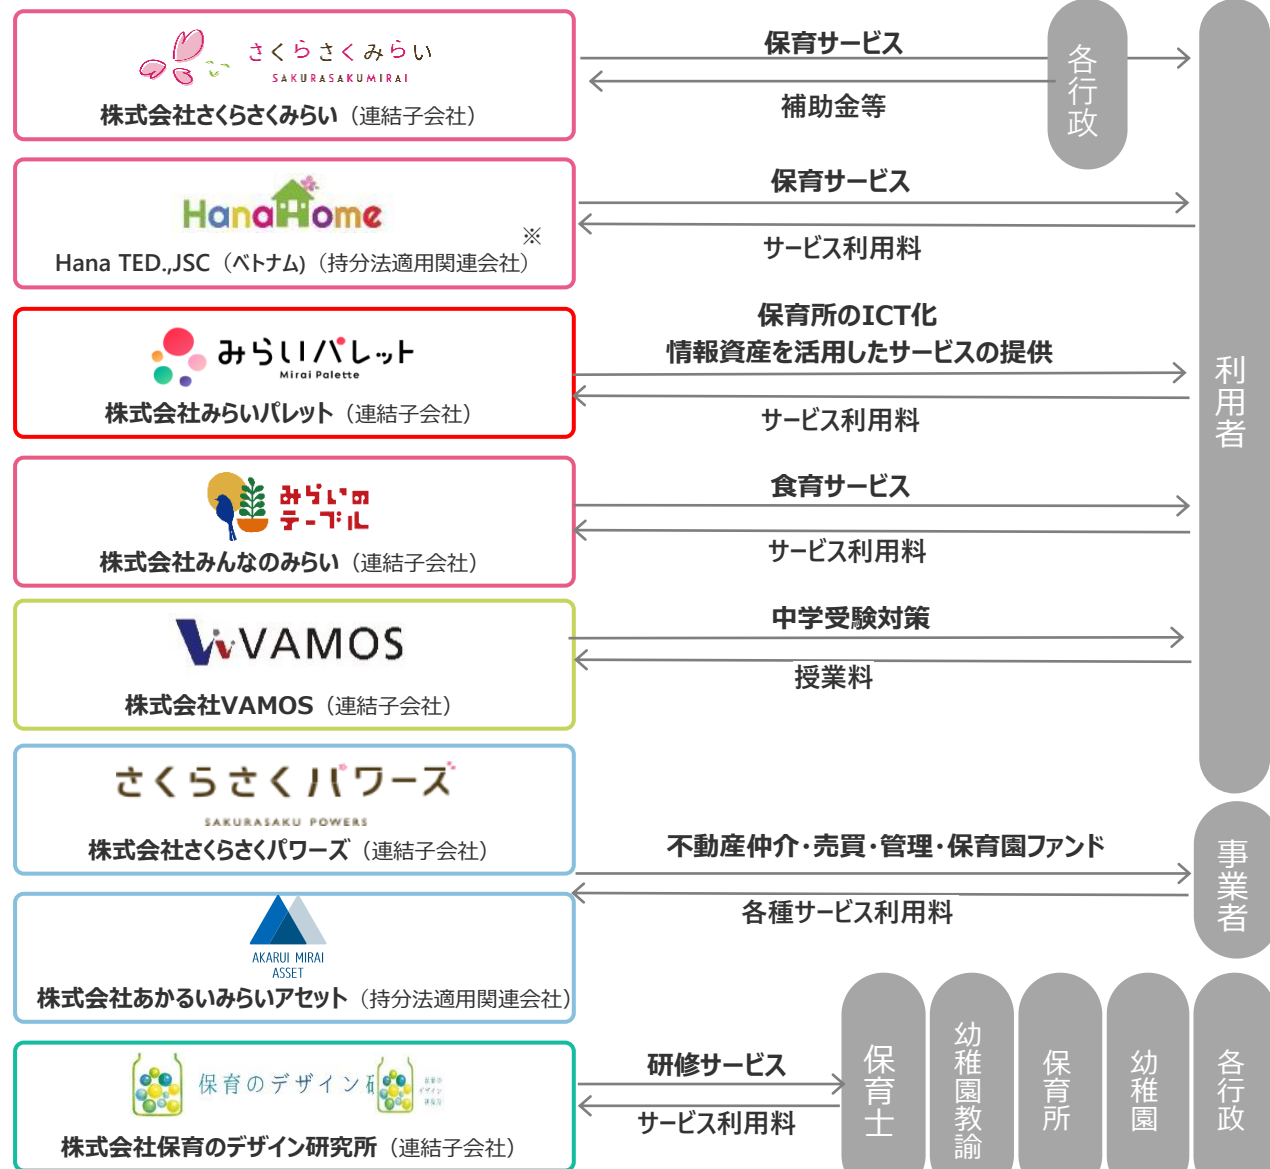 さくらさくみらい
SAKURASAKUMIRAI
株式会社さくらさくみらい（連結子会社）
保育サービス
補助金等
各行政
HanaHome
※
Hana TED.,JSC（ベトナム)（持分法適用関連会社）
保育サービス
サービス利用料
みらいパレット
Mirai Palette
株式会社みらいパレット（連結子会社）
保育所のICT化
情報資産を活用したサービスの提供
サービス利用料
利用者
みらいの
テーブル
株式会社みんなのみらい（連結子会社）
食育サービス
サービス利用料
VAMOS
株式会社VAMOS（連結子会社）
中学受験対策
授業料
さくらさくパワーズ
SAKURASAKU POWERS
株式会社さくらさくパワーズ（連結子会社）
不動産仲介・売買・管理・保育園ファンド
各種サービス利用料
事業者
AKARUI MIRAI
ASSET
株式会社あかるいみらいアセット（持分法適用関連会社）
保育のデザイン研
株式会社保育のデザイン研究所（連結子会社）
研修サービス
サービス利用料
保育士
幼稚園教諭
保育所
幼稚園
各行政